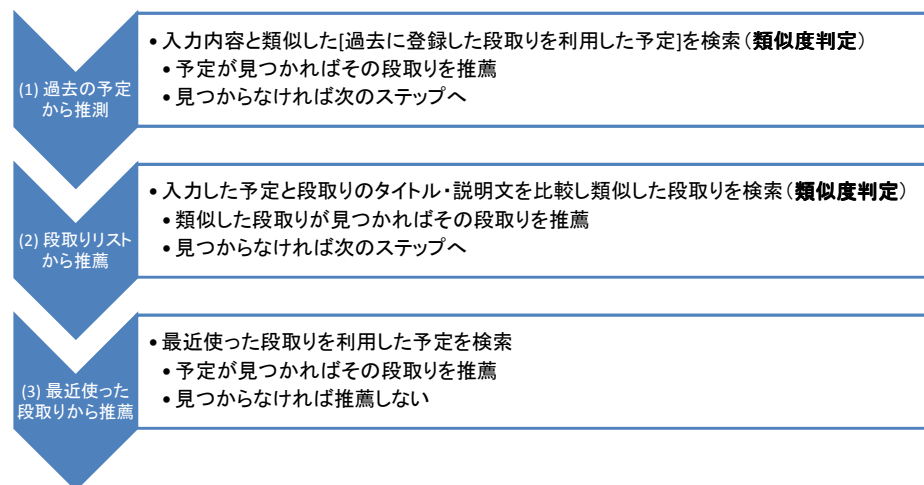 (1) 過去の予定
から推測
• 入力内容と類似した[過去に登録した段取りを利用した予定]を検索(類似度判定)
• 予定が見つかればその段取りを推薦
• 見つからなければ次のステップへ
(2) 段取りリスト
から推薦
• 入力した予定と段取りのタイトル・説明文を比較し類似した段取りを検索(類似度判定)
• 類似した段取りが見つかればその段取りを推薦
• 見つからなければ次のステップへ
(3) 最近使った
段取りから推薦
• 最近使った段取りを利用した予定を検索
• 予定が見つかればその段取りを推薦
• 見つからなければ推薦しない